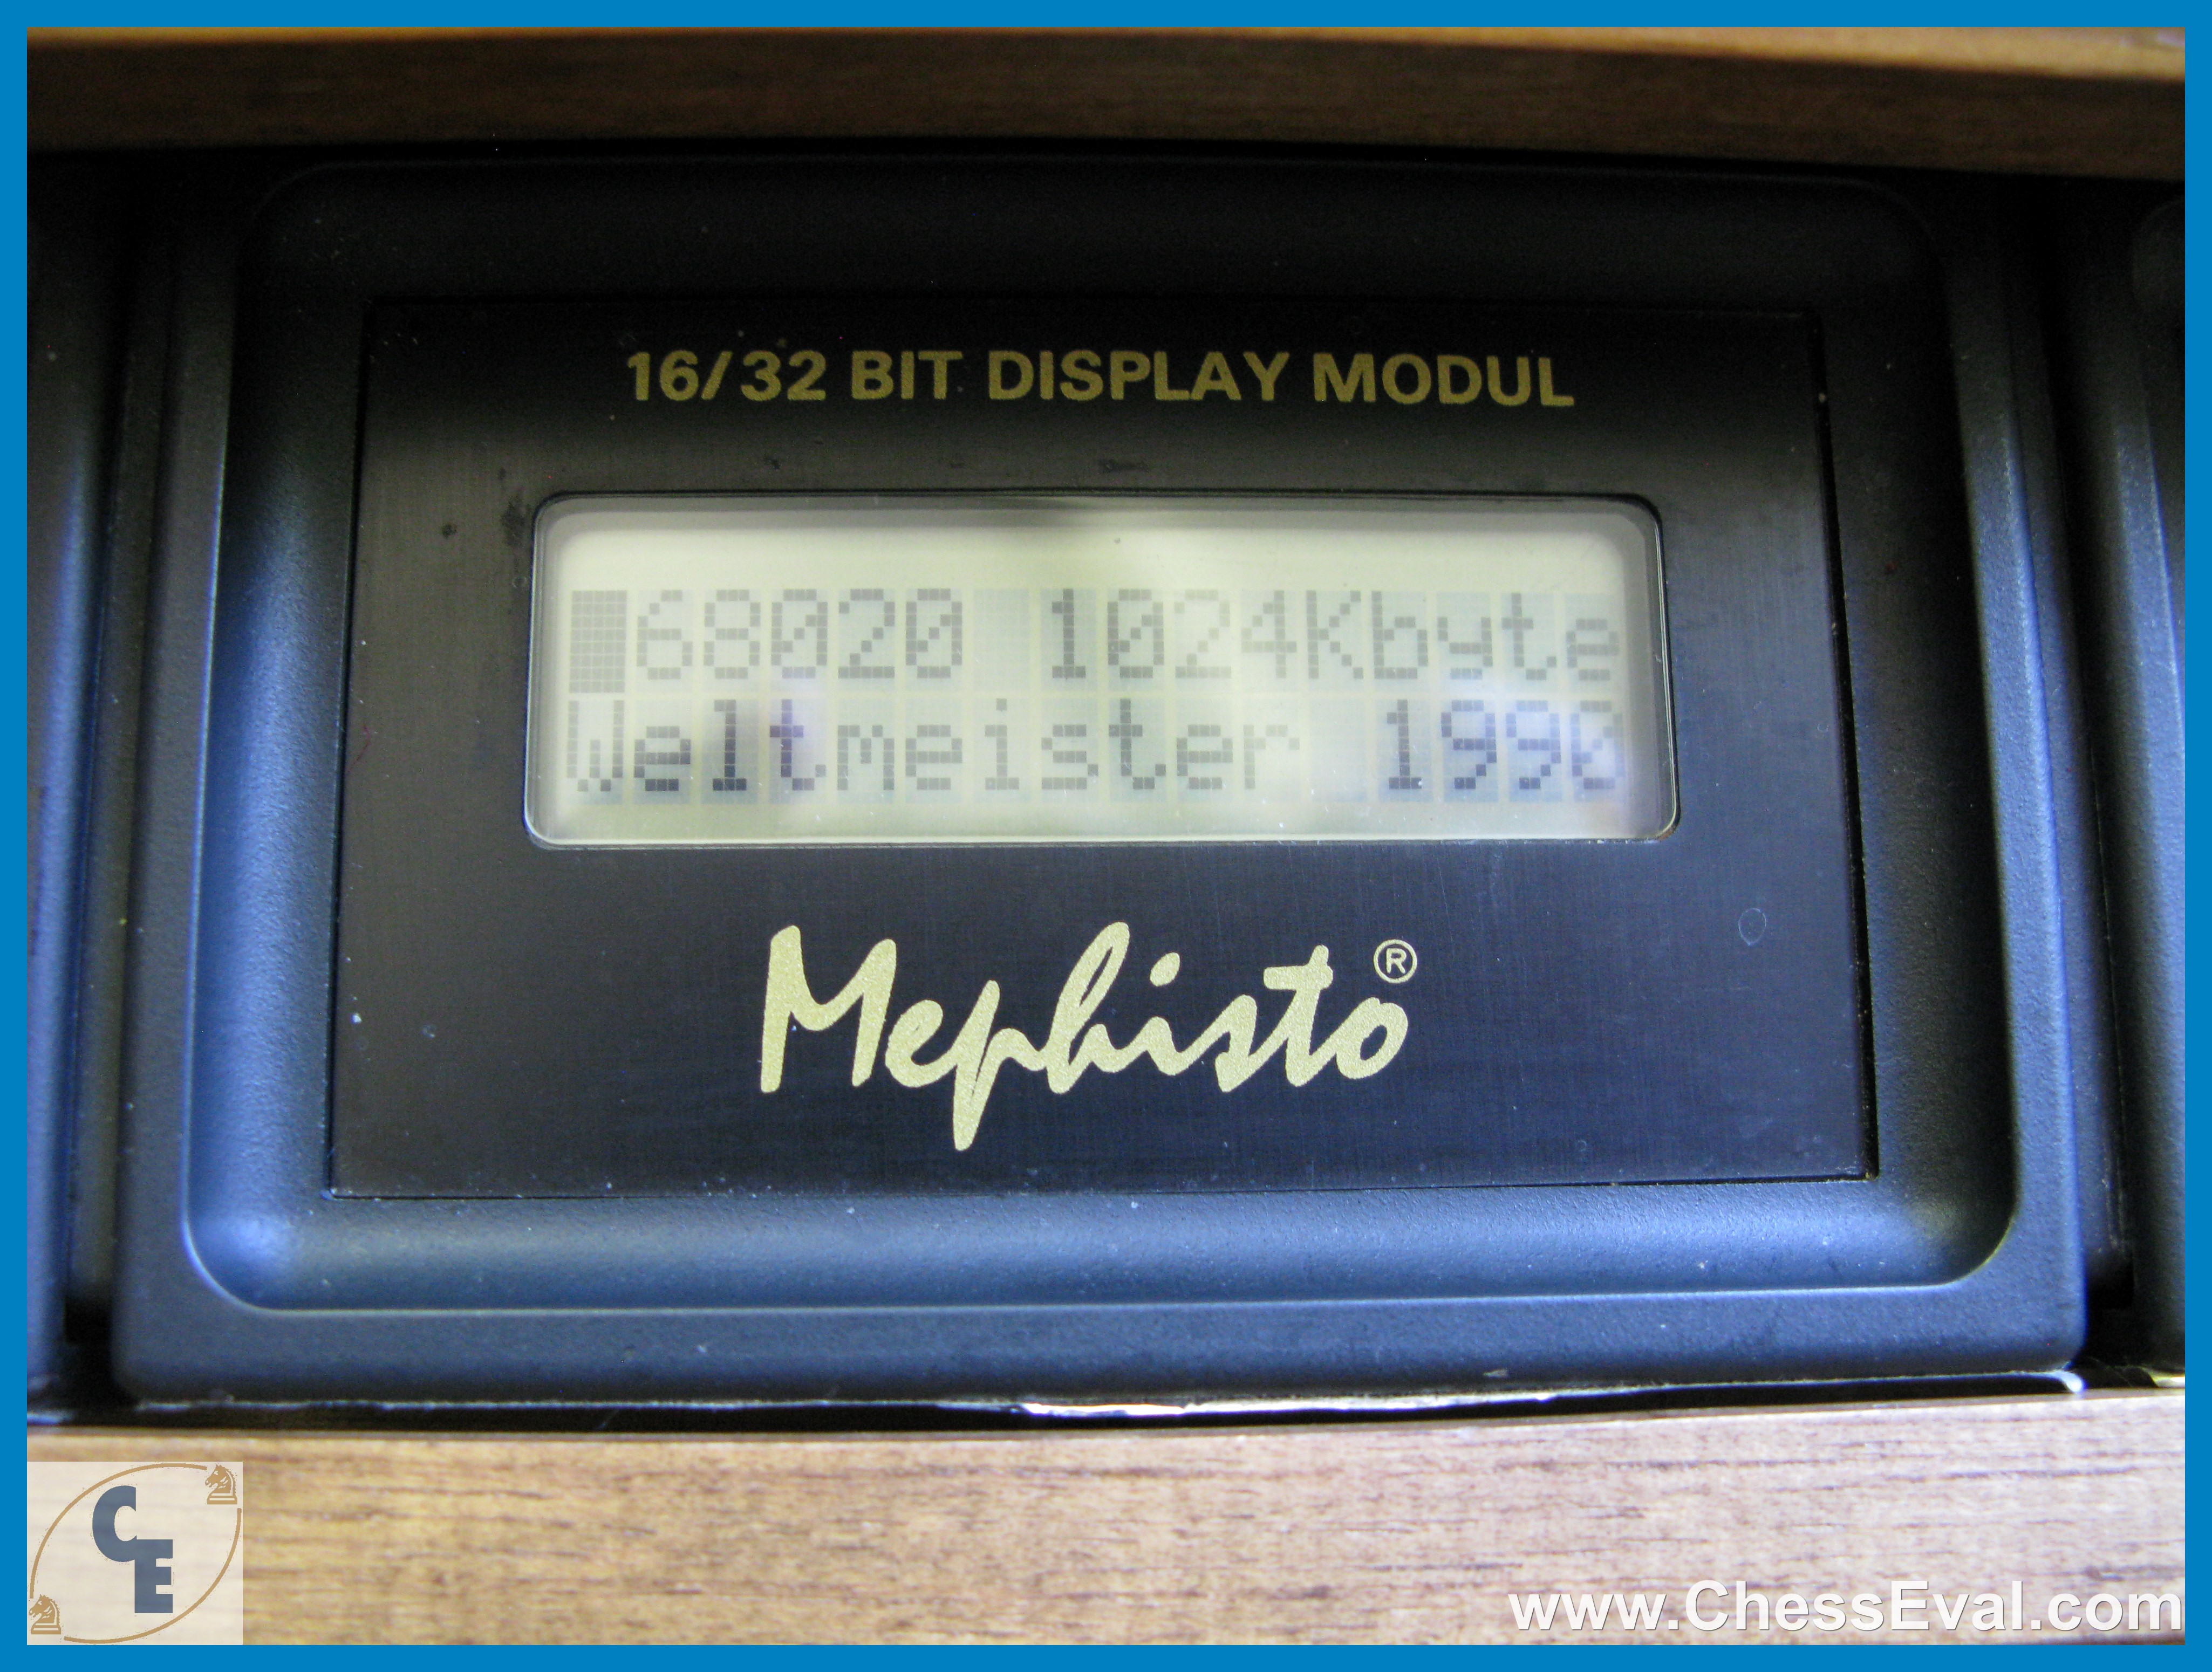 16/32 BIT DISPLAY MODUL
68020 1024Kbyte
Weltmeister 1990
Mephisto®
CE
www.ChessEval.com